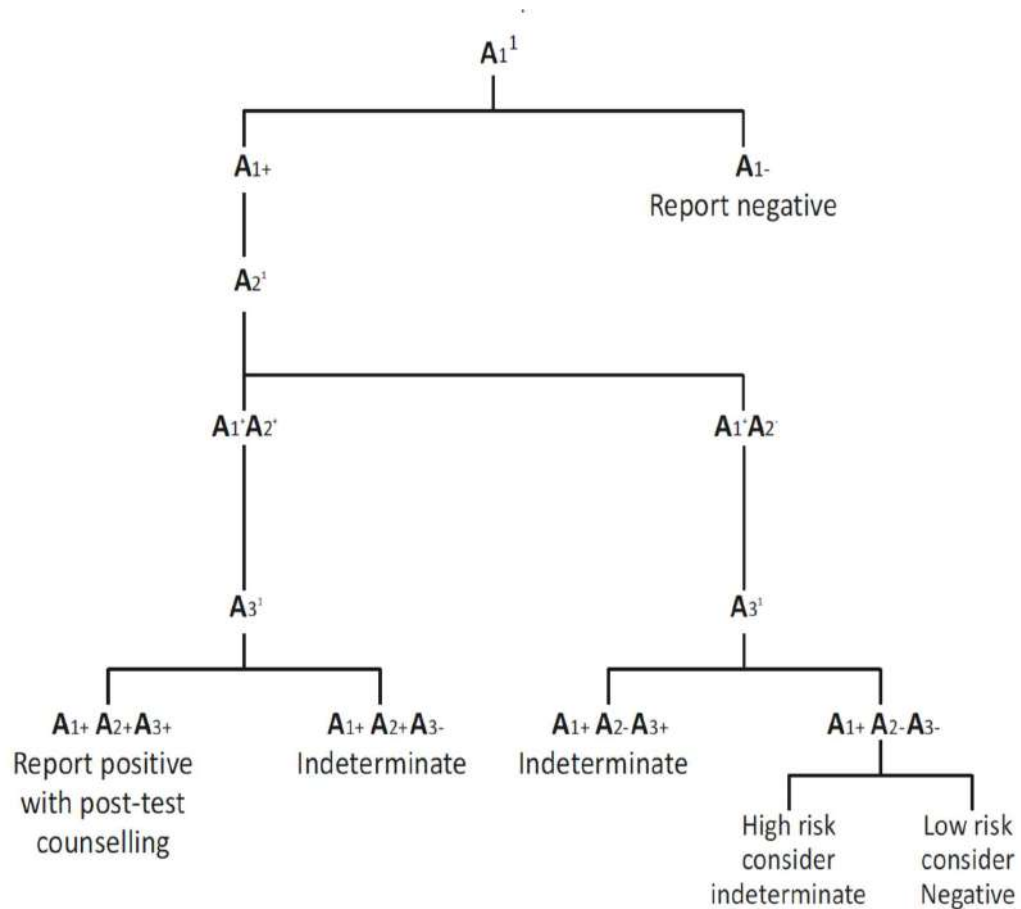 A1¹
A1+ A1-
Report negative
A2¹
A1⁺A2⁺ A1⁺A2⁻
A3¹ A3¹
A1+ A2+A3+ A1+ A2+A3- A1+ A2-A3+ A1+ A2-A3-
Report positive
with post-test
counselling
Indeterminate
Indeterminate
High risk
consider
indeterminate
Low risk
consider
Negative